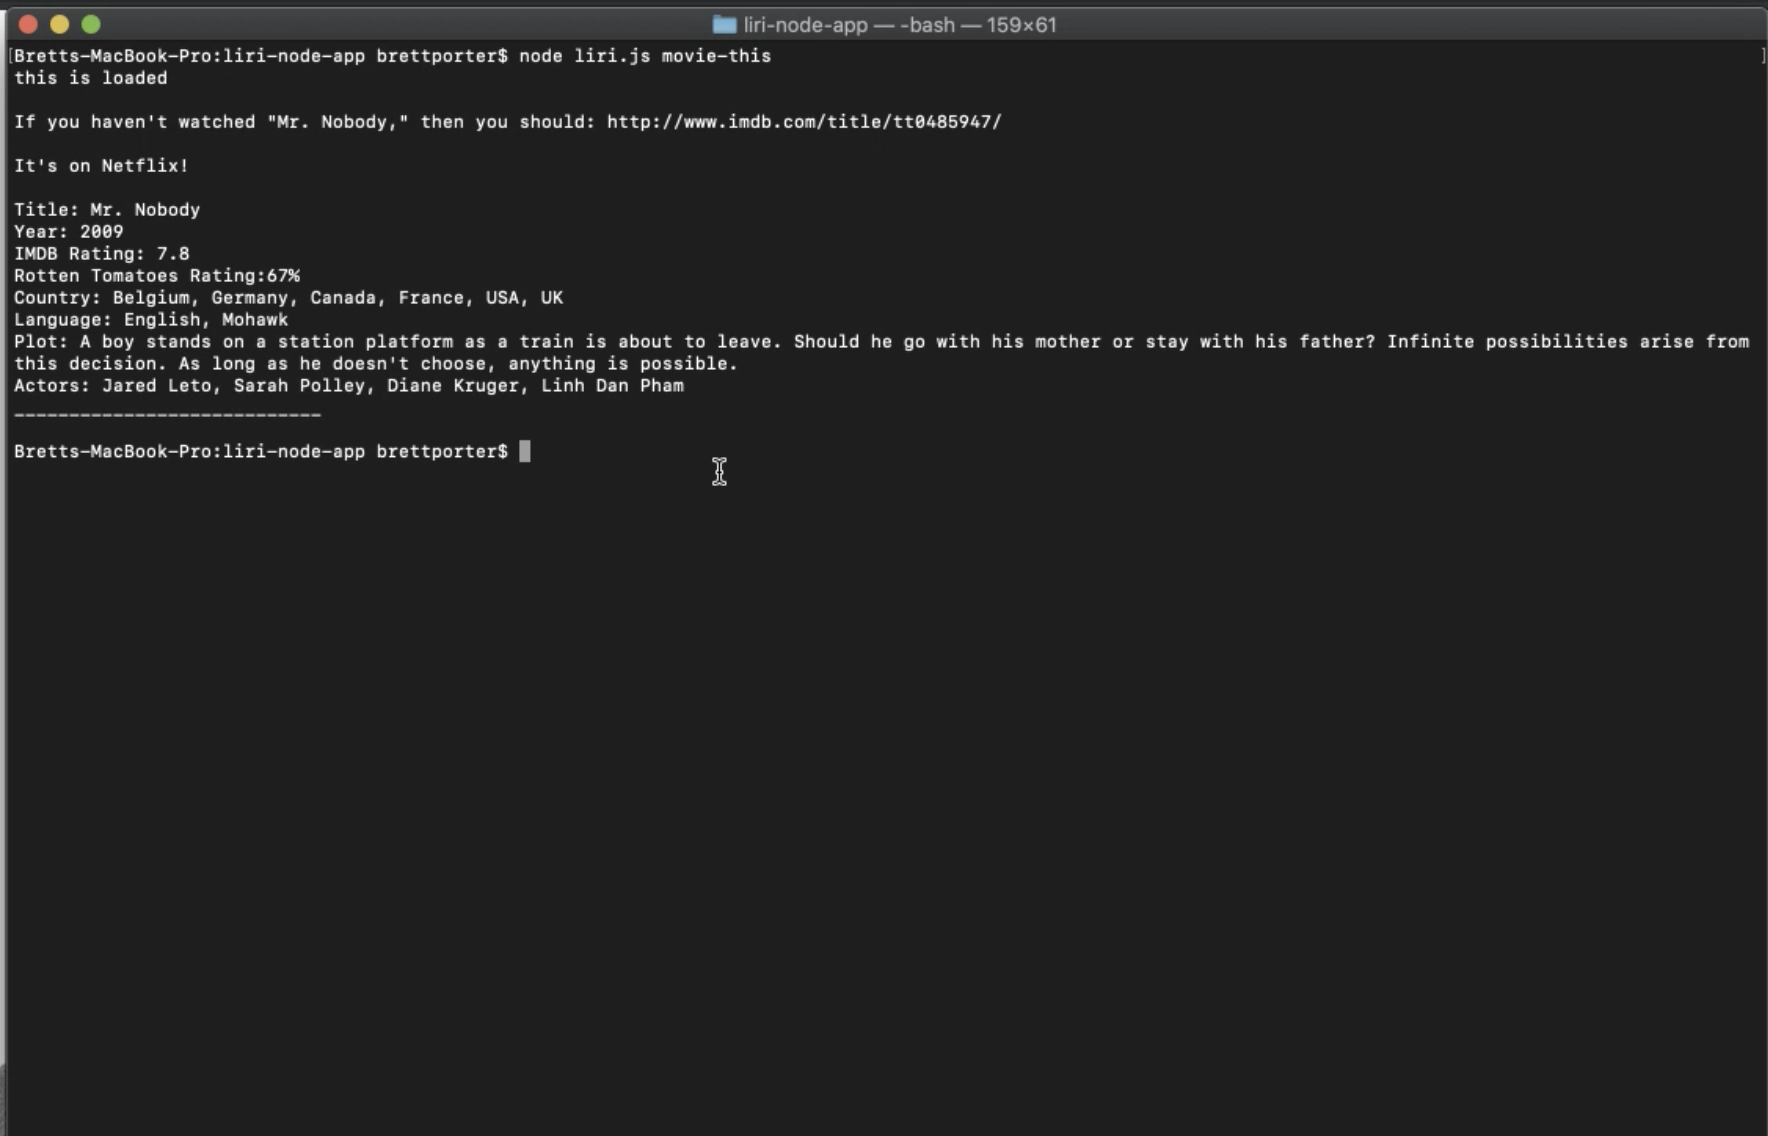 liri-node-app — -bash — 159×61
[Bretts-MacBook-Pro:liri-node-app brettporter$ node liri.js movie-this ]
this is loaded
If you haven't watched "Mr. Nobody," then you should: http://www.imdb.com/title/tt0485947/
It's on Netflix!
Title: Mr. Nobody
Year: 2009
IMDB Rating: 7.8
Rotten Tomatoes Rating:67%
Country: Belgium, Germany, Canada, France, USA, UK
Language: English, Mohawk
Plot: A boy stands on a station platform as a train is about to leave. Should he go with his mother or stay with his father? Infinite possibilities arise from
this decision. As long as he doesn't choose, anything is possible.
Actors: Jared Leto, Sarah Polley, Diane Kruger, Linh Dan Pham
____________________________
Bretts-MacBook-Pro:liri-node-app brettporter$